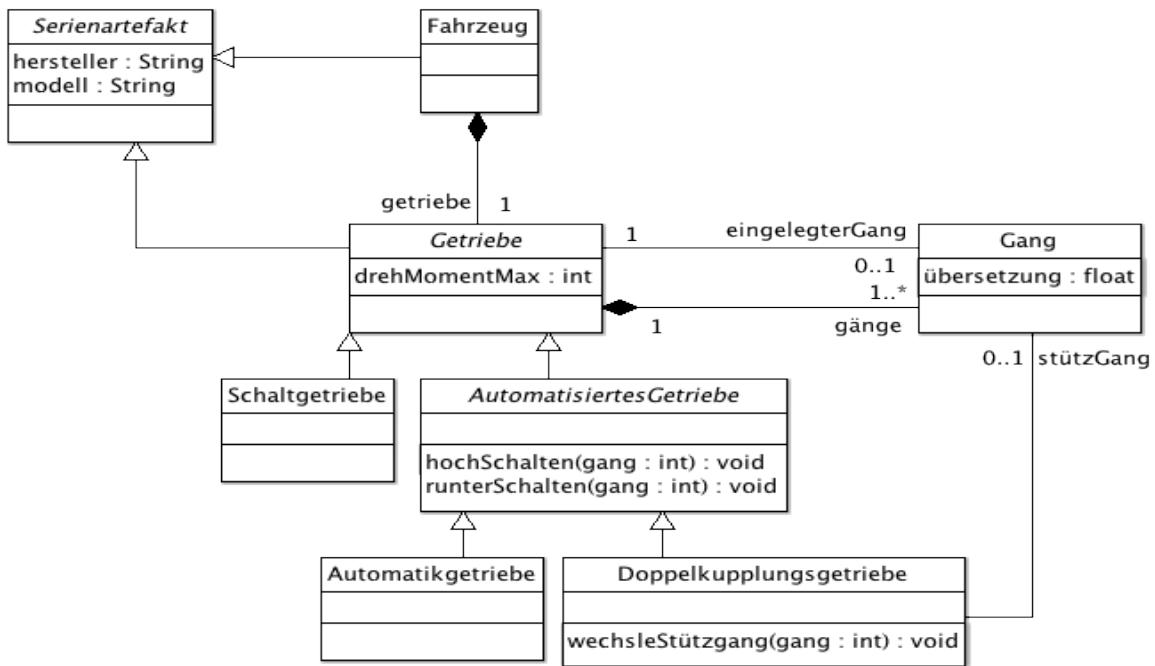 Serienartefakt
hersteller : String
modell : String
Fahrzeug
getriebe
1
Getriebe
drehMomentMax : int
1
eingelegterGang
0..1
1..*
1
gänge
Gang
übersetzung : float
0..1 stützGang
Schaltgetriebe
AutomatisiertesGetriebe
hochSchalten(gang : int) : void
runterSchalten(gang : int) : void
Automatikgetriebe
Doppelkupplungsgetriebe
wechsleStützgang(gang : int) : void